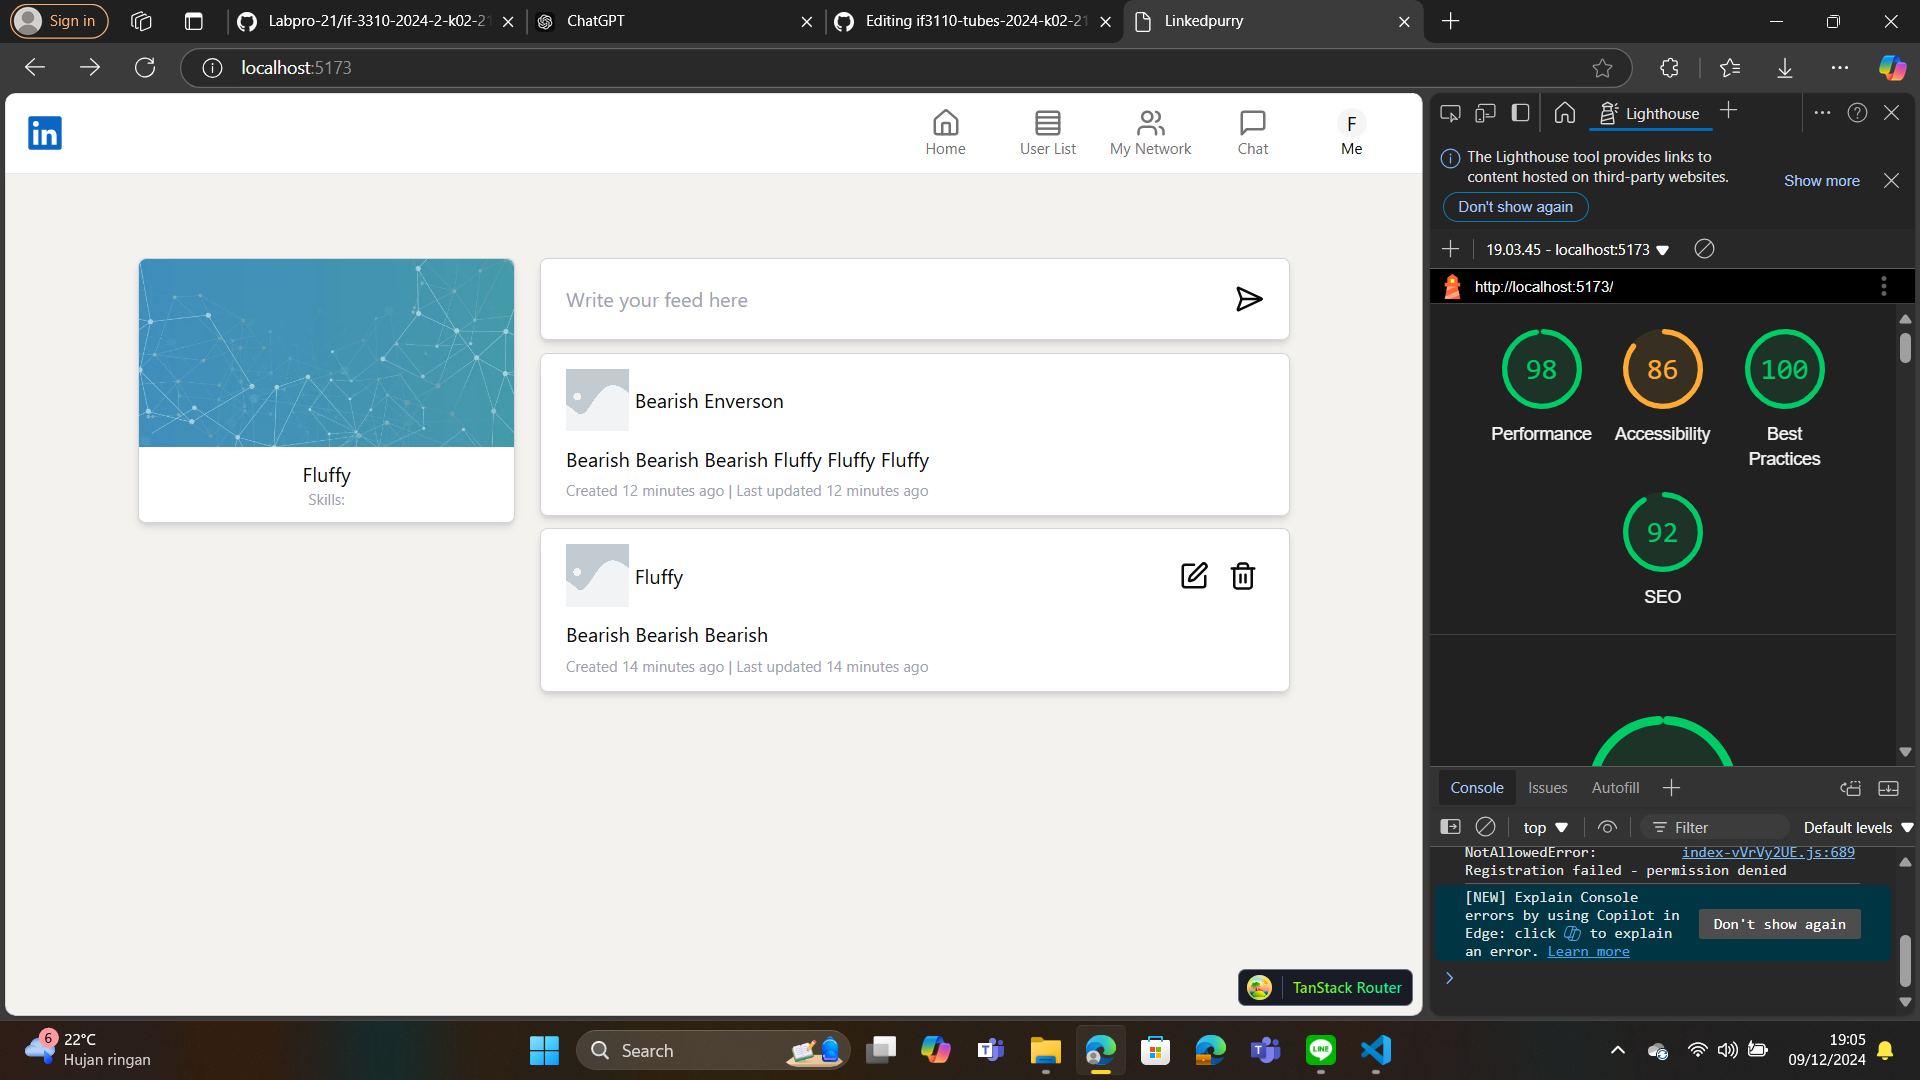 Sign in
Labpro-21/if-3310-2024-2-k02-21
ChatGPT
Editing if3110-tubes-2024-k02-21
Linkedpurry
localhost:5173
in
Home
User List
My Network
Chat
F
Me
Fluffy
Skills:
Write your feed here
Bearish Enverson
Bearish Bearish Bearish Fluffy Fluffy Fluffy
Created 12 minutes ago | Last updated 12 minutes ago
Fluffy
Bearish Bearish Bearish
Created 14 minutes ago | Last updated 14 minutes ago
TanStack Router
Lighthouse
The Lighthouse tool provides links to
content hosted on third-party websites.
Show more
Don't show again
19.03.45 - localhost:5173
http://localhost:5173/
98
Performance
86
Accessibility
100
Best
Practices
92
SEO
Console
Issues
Autofill
top
Filter
Default levels
NotAllowedError: index-vVrVy2UE.js:689
Registration failed - permission denied
[NEW] Explain Console
errors by using Copilot in
Edge: click to explain
an error. Learn more
Don't show again
6
22°C
Hujan ringan
Search
LINE
19:05
09/12/2024